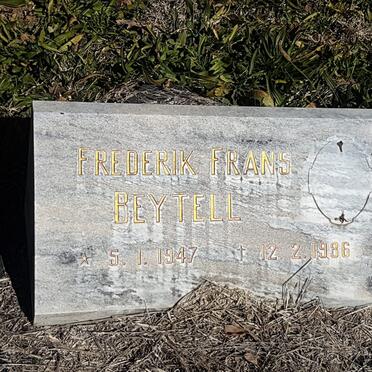 FREDERIK FRANS
BEYTELL
* 5. 1. 1947 † 12. 2. 1986